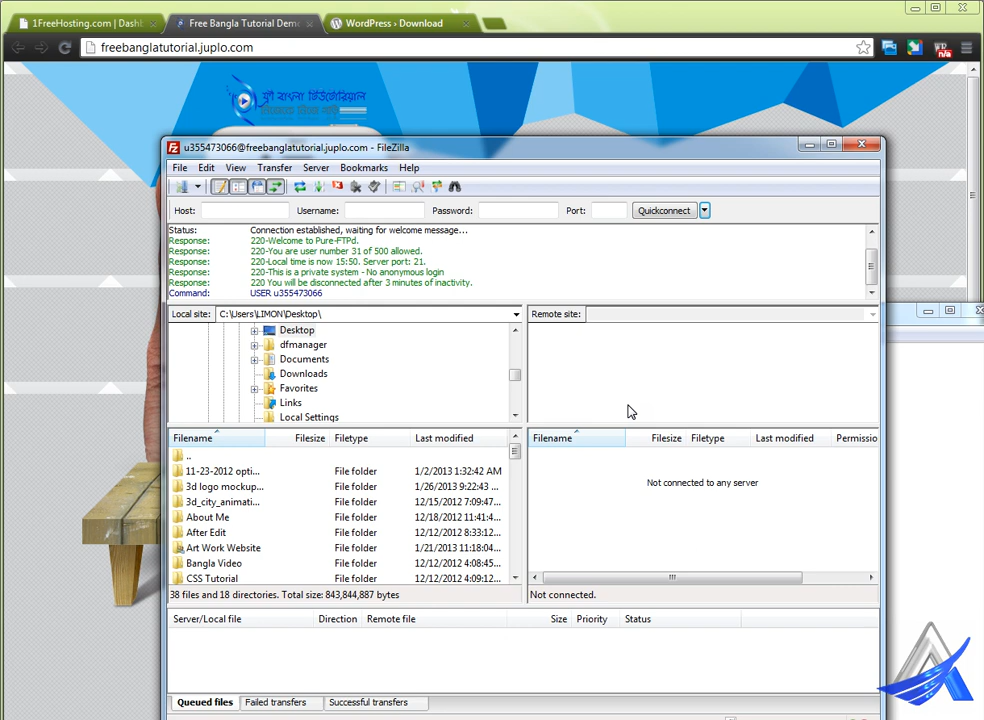 1FreeHosting.com | Dashb
Free Bangla Tutorial Dem
WordPress › Download
freebanglatutorial.juplo.com
n/a
ফ্রী বাংলা টিউটোরিয়াল
u355473066@freebanglatutorial.juplo.com - FileZilla
File Edit View Transfer Server Bookmarks Help
Host: Username: Password: Port: Quickconnect
Status: Connection established, waiting for welcome message...
Response: 220-Welcome to Pure-FTPd.
Response: 220-You are user number 31 of 500 allowed.
Response: 220-Local time is now 15:50. Server port: 21.
Response: 220-This is a private system - No anonymous login
Response: 220 You will be disconnected after 3 minutes of inactivity.
Command: USER u355473066
Local site: C:\Users\LIMON\Desktop\
Remote site:
Desktop
dfmanager
Documents
Downloads
Favorites
Links
Local Settings
Filename Filesize Filetype Last modified
..
11-23-2012 opti... File folder 1/2/2013 1:32:42 AM
3d logo mockup... File folder 1/26/2013 9:22:43 ...
3d_city_animati... File folder 12/15/2012 7:09:47...
About Me File folder 12/18/2012 11:41:4...
After Edit File folder 12/12/2012 8:33:12...
Art Work Website File folder 1/21/2013 11:18:04...
Bangla Video File folder 12/12/2012 4:08:45...
CSS Tutorial File folder 12/12/2012 4:09:12...
38 files and 18 directories. Total size: 843,844,887 bytes
Filename Filesize Filetype Last modified Permissio
Not connected to any server
Not connected.
Server/Local file Direction Remote file Size Priority Status
Queued files Failed transfers Successful transfers